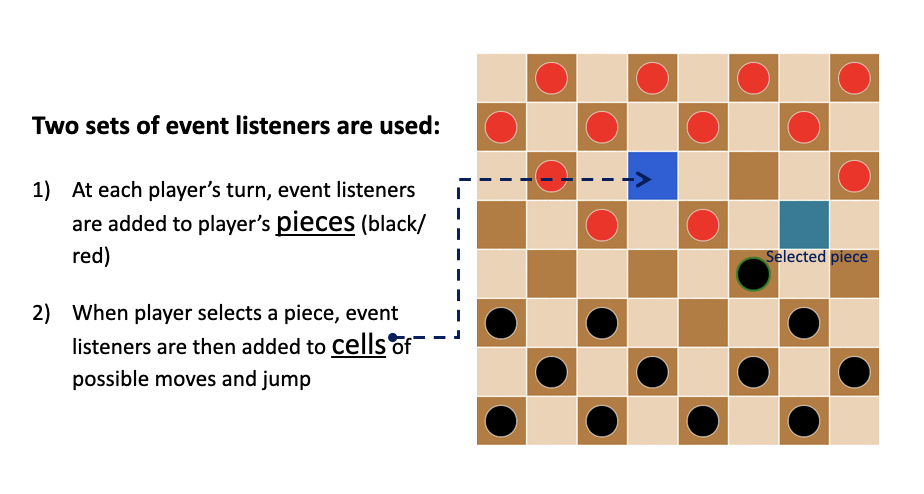 Two sets of event listeners are used:
1) At each player’s turn, event listeners
are added to player’s pieces (black/
red)
2) When player selects a piece, event
listeners are then added to cells of
possible moves and jump
Selected piece